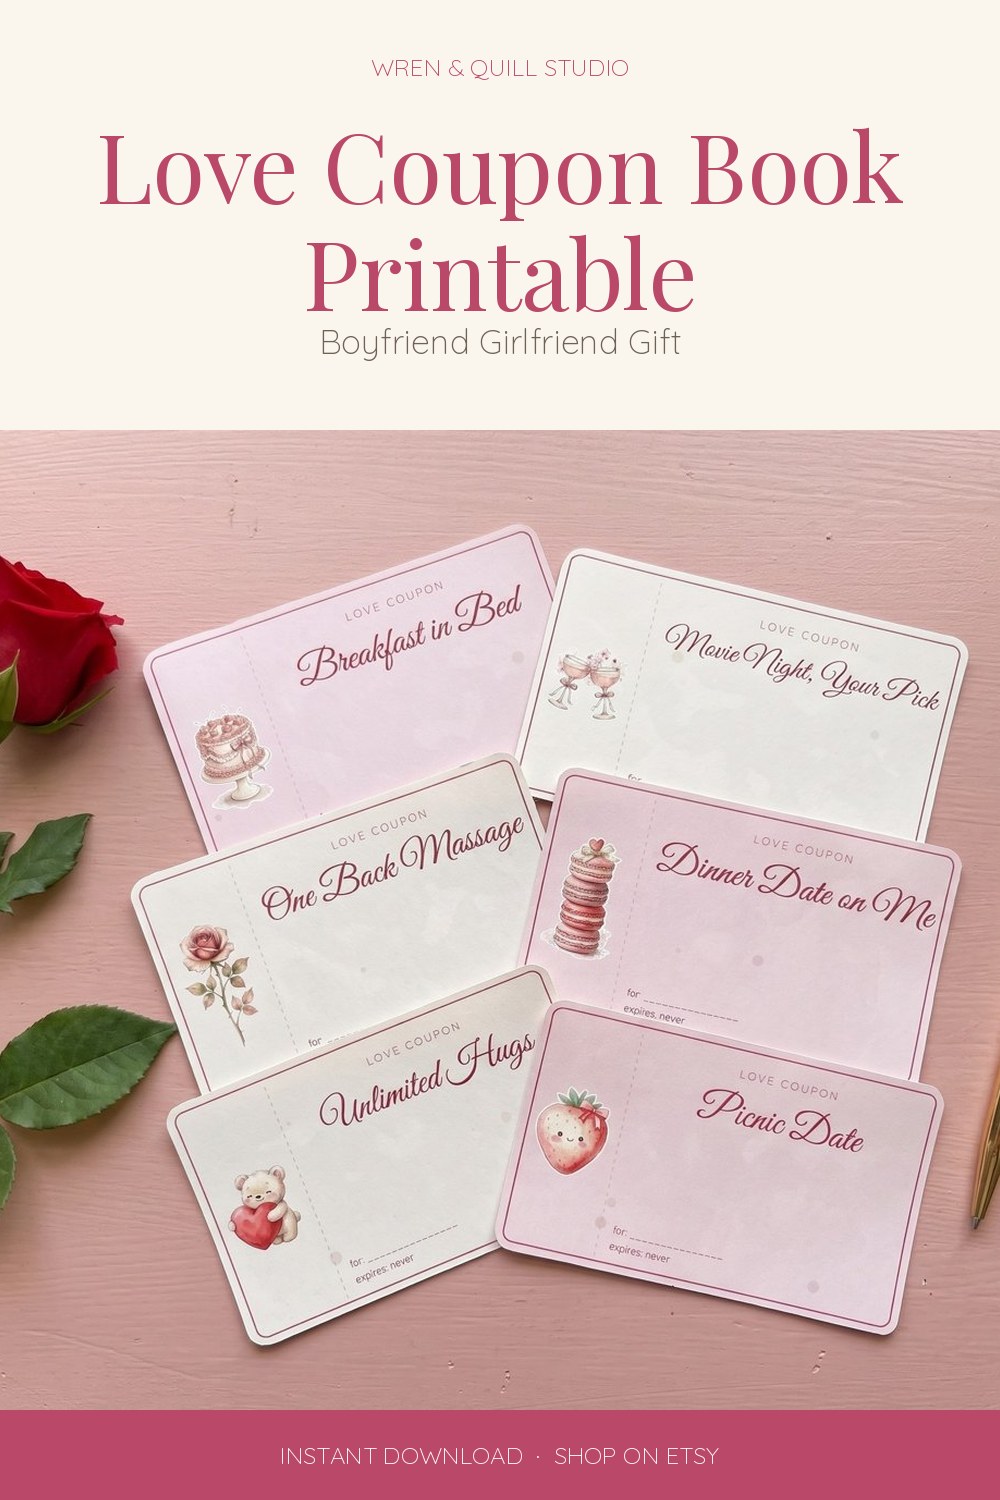 WREN & QUILL STUDIO
Love Coupon Book
Printable
Boyfriend Girlfriend Gift
LOVE COUPON
Breakfast in Bed
LOVE COUPON
Movie Night, Your Pick
for:
LOVE COUPON
One Back Massage
for:
LOVE COUPON
Dinner Date on Me
for:
expires: never
LOVE COUPON
Unlimited Hugs
for:
expires: never
LOVE COUPON
Picnic Date
for:
expires: never
INSTANT DOWNLOAD · SHOP ON ETSY